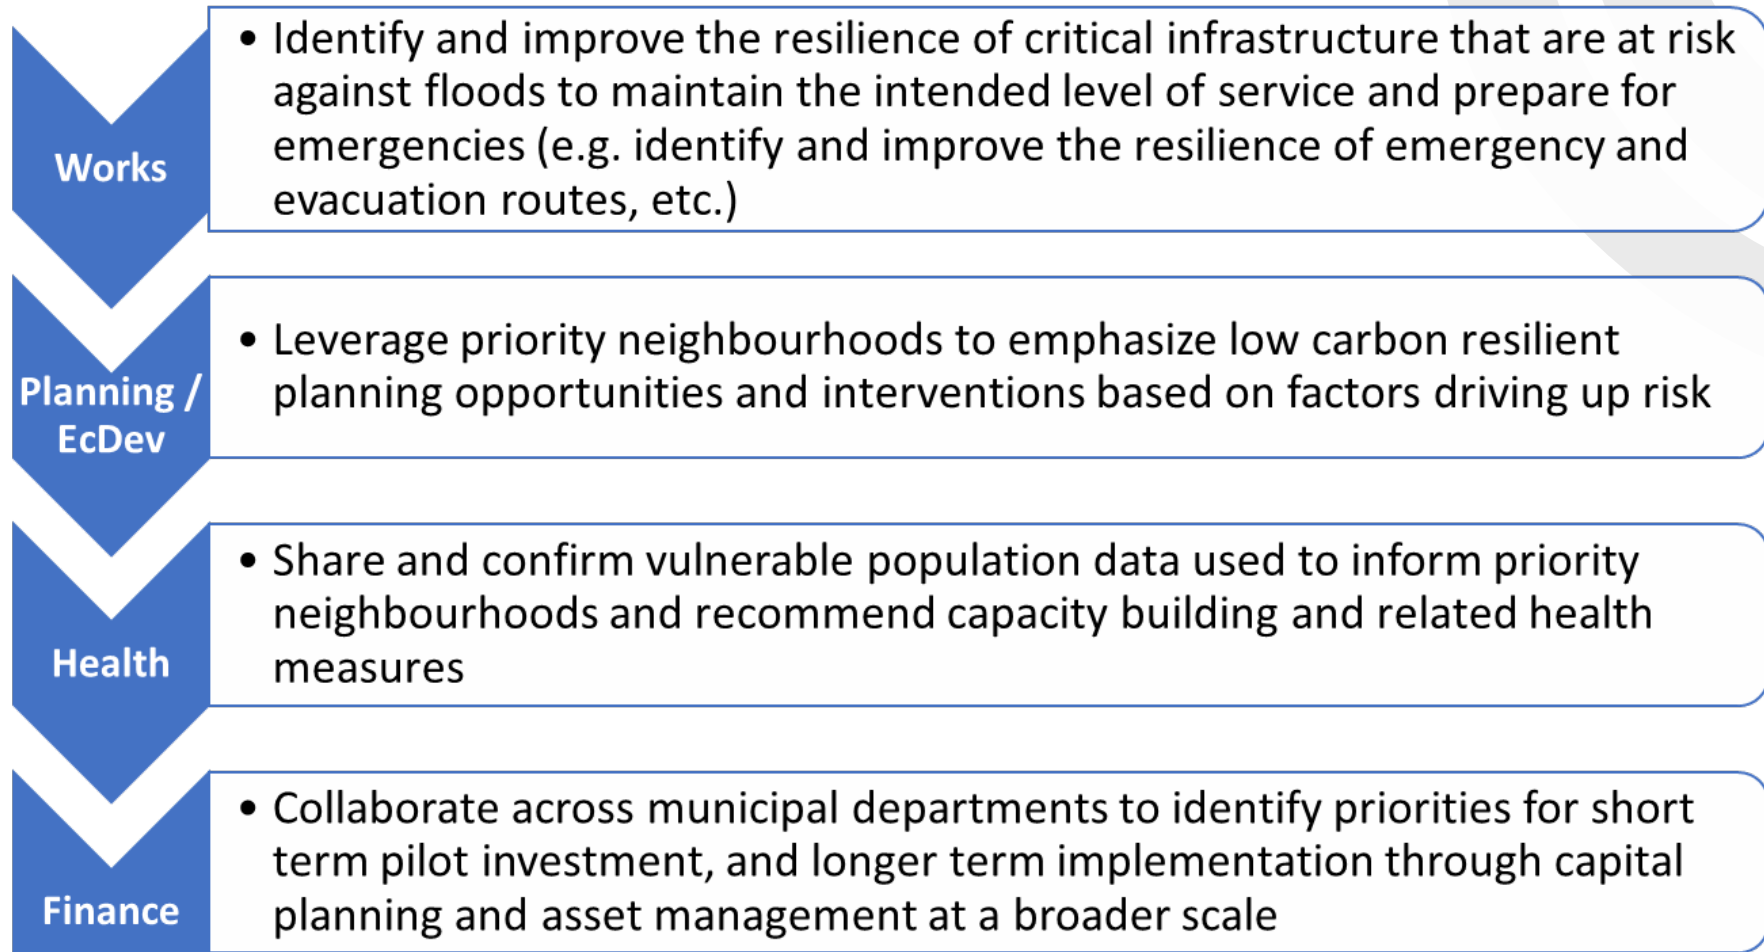 Works
• Identify and improve the resilience of critical infrastructure that are at risk
against floods to maintain the intended level of service and prepare for
emergencies (e.g. identify and improve the resilience of emergency and
evacuation routes, etc.)
Planning /
EcDev
• Leverage priority neighbourhoods to emphasize low carbon resilient
planning opportunities and interventions based on factors driving up risk
Health
• Share and confirm vulnerable population data used to inform priority
neighbourhoods and recommend capacity building and related health
measures
Finance
• Collaborate across municipal departments to identify priorities for short
term pilot investment, and longer term implementation through capital
planning and asset management at a broader scale